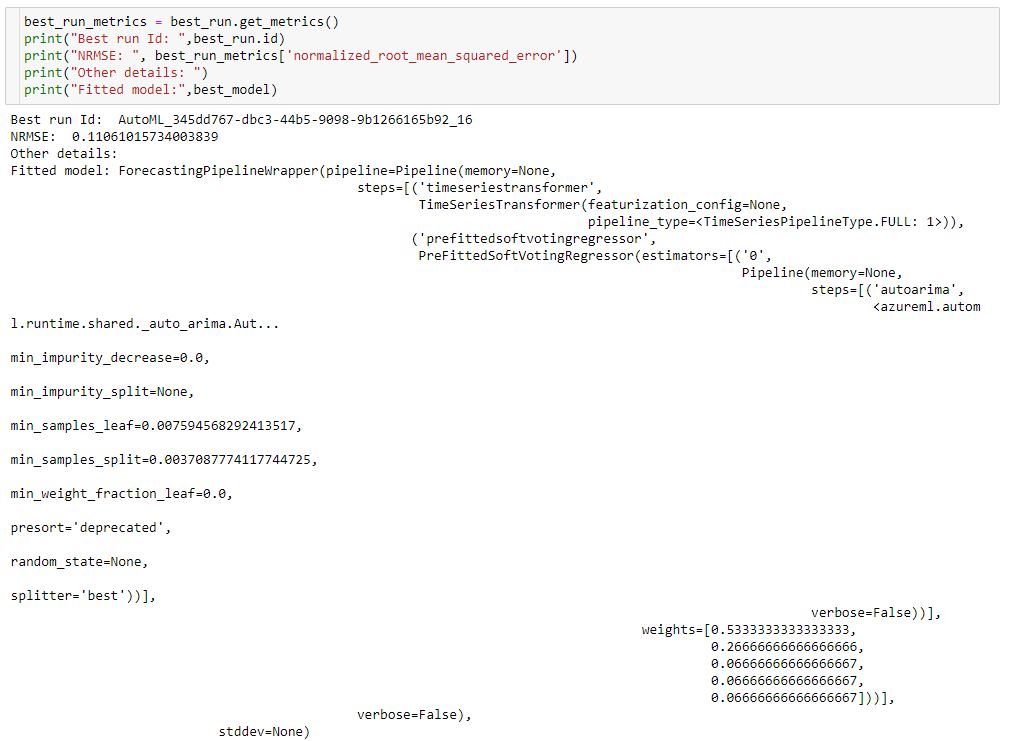 best_run_metrics = best_run.get_metrics()
print("Best run Id: ",best_run.id)
print("NRMSE: ", best_run_metrics['normalized_root_mean_squared_error'])
print("Other details: ")
print("Fitted model:",best_model)
Best run Id:  AutoML_345dd767-dbc3-44b5-9098-9b1266165b92_16
NRMSE:  0.11061015734003839
Other details:
Fitted model: ForecastingPipelineWrapper(pipeline=Pipeline(memory=None,
steps=[('timeseriestransformer',
TimeSeriesTransformer(featurization_config=None,
pipeline_type=<TimeSeriesPipelineType.FULL: 1>)),
('prefittedsoftvotingregressor',
PreFittedSoftVotingRegressor(estimators=[('0',
Pipeline(memory=None,
steps=[('autoarima',
<azureml.autom
l.runtime.shared._auto_arima.Aut...
min_impurity_decrease=0.0,
min_impurity_split=None,
min_samples_leaf=0.007594568292413517,
min_samples_split=0.0037087774117744725,
min_weight_fraction_leaf=0.0,
presort='deprecated',
random_state=None,
splitter='best'))],
verbose=False))],
weights=[0.5333333333333333,
0.26666666666666666,
0.06666666666666667,
0.06666666666666667,
0.06666666666666667]))],
verbose=False),
stddev=None)